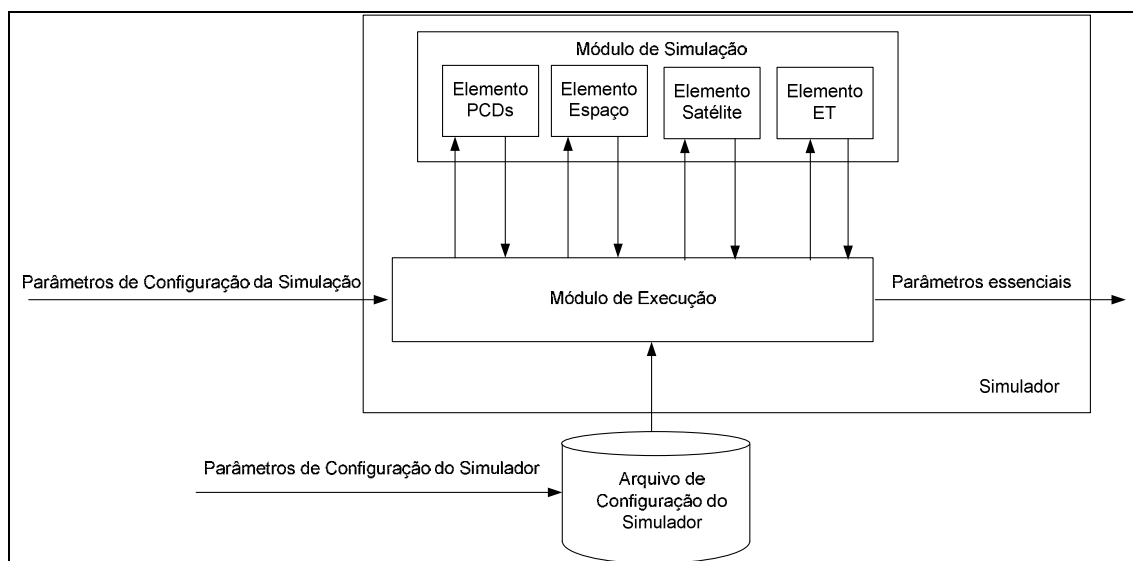 Módulo de Simulação
Elemento
PCDs
Elemento
Espaço
Elemento
Satélite
Elemento
ET
Parâmetros de Configuração da Simulação
Módulo de Execução
Parâmetros essenciais
Simulador
Parâmetros de Configuração do Simulador
Arquivo de
Configuração do
Simulador